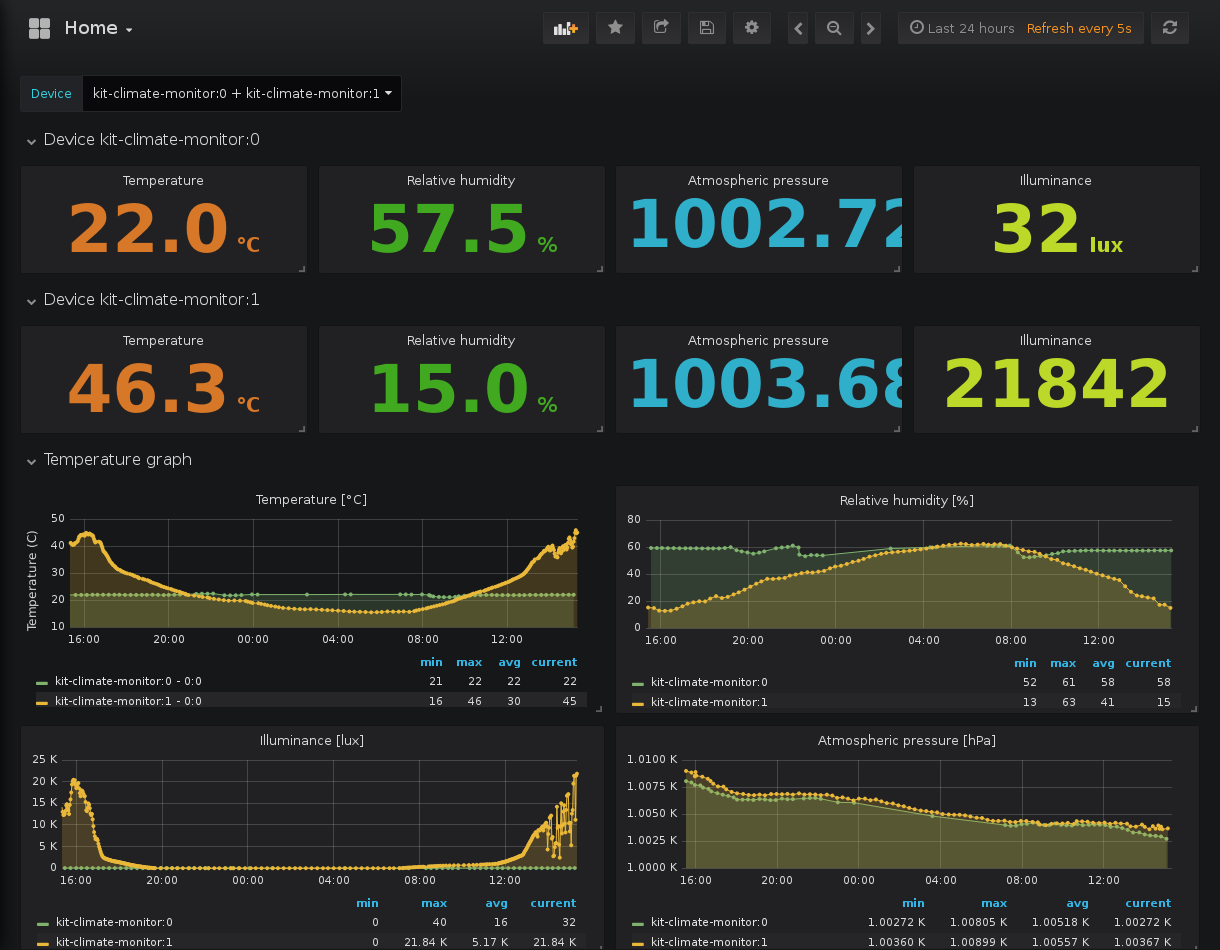 Home
Last 24 hours Refresh every 5s
Device kit-climate-monitor:0 + kit-climate-monitor:1
Device kit-climate-monitor:0
Temperature Relative humidity Atmospheric pressure Illuminance
22.0 °C 57.5 % 1002.72 32 lux
Device kit-climate-monitor:1
Temperature Relative humidity Atmospheric pressure Illuminance
46.3 °C 15.0 % 1003.68 21842
Temperature graph
Temperature [°C]
Temperature (C)
50
40
30
20
10
16:00 20:00 00:00 04:00 08:00 12:00
min max avg current
kit-climate-monitor:0 - 0:0 21 22 22 22
kit-climate-monitor:1 - 0:0 16 46 30 45
Relative humidity [%]
80
60
40
20
0
16:00 20:00 00:00 04:00 08:00 12:00
min max avg current
kit-climate-monitor:0 52 61 58 58
kit-climate-monitor:1 13 63 41 15
Illuminance [lux]
25 K
20 K
15 K
10 K
5 K
0
16:00 20:00 00:00 04:00 08:00 12:00
min max avg current
kit-climate-monitor:0 0 40 16 32
kit-climate-monitor:1 0 21.84 K 5.17 K 21.84 K
Atmospheric pressure [hPa]
1.0100 K
1.0075 K
1.0050 K
1.0025 K
1.0000 K
16:00 20:00 00:00 04:00 08:00 12:00
min max avg current
kit-climate-monitor:0 1.00272 K 1.00805 K 1.00518 K 1.00272 K
kit-climate-monitor:1 1.00360 K 1.00899 K 1.00557 K 1.00367 K